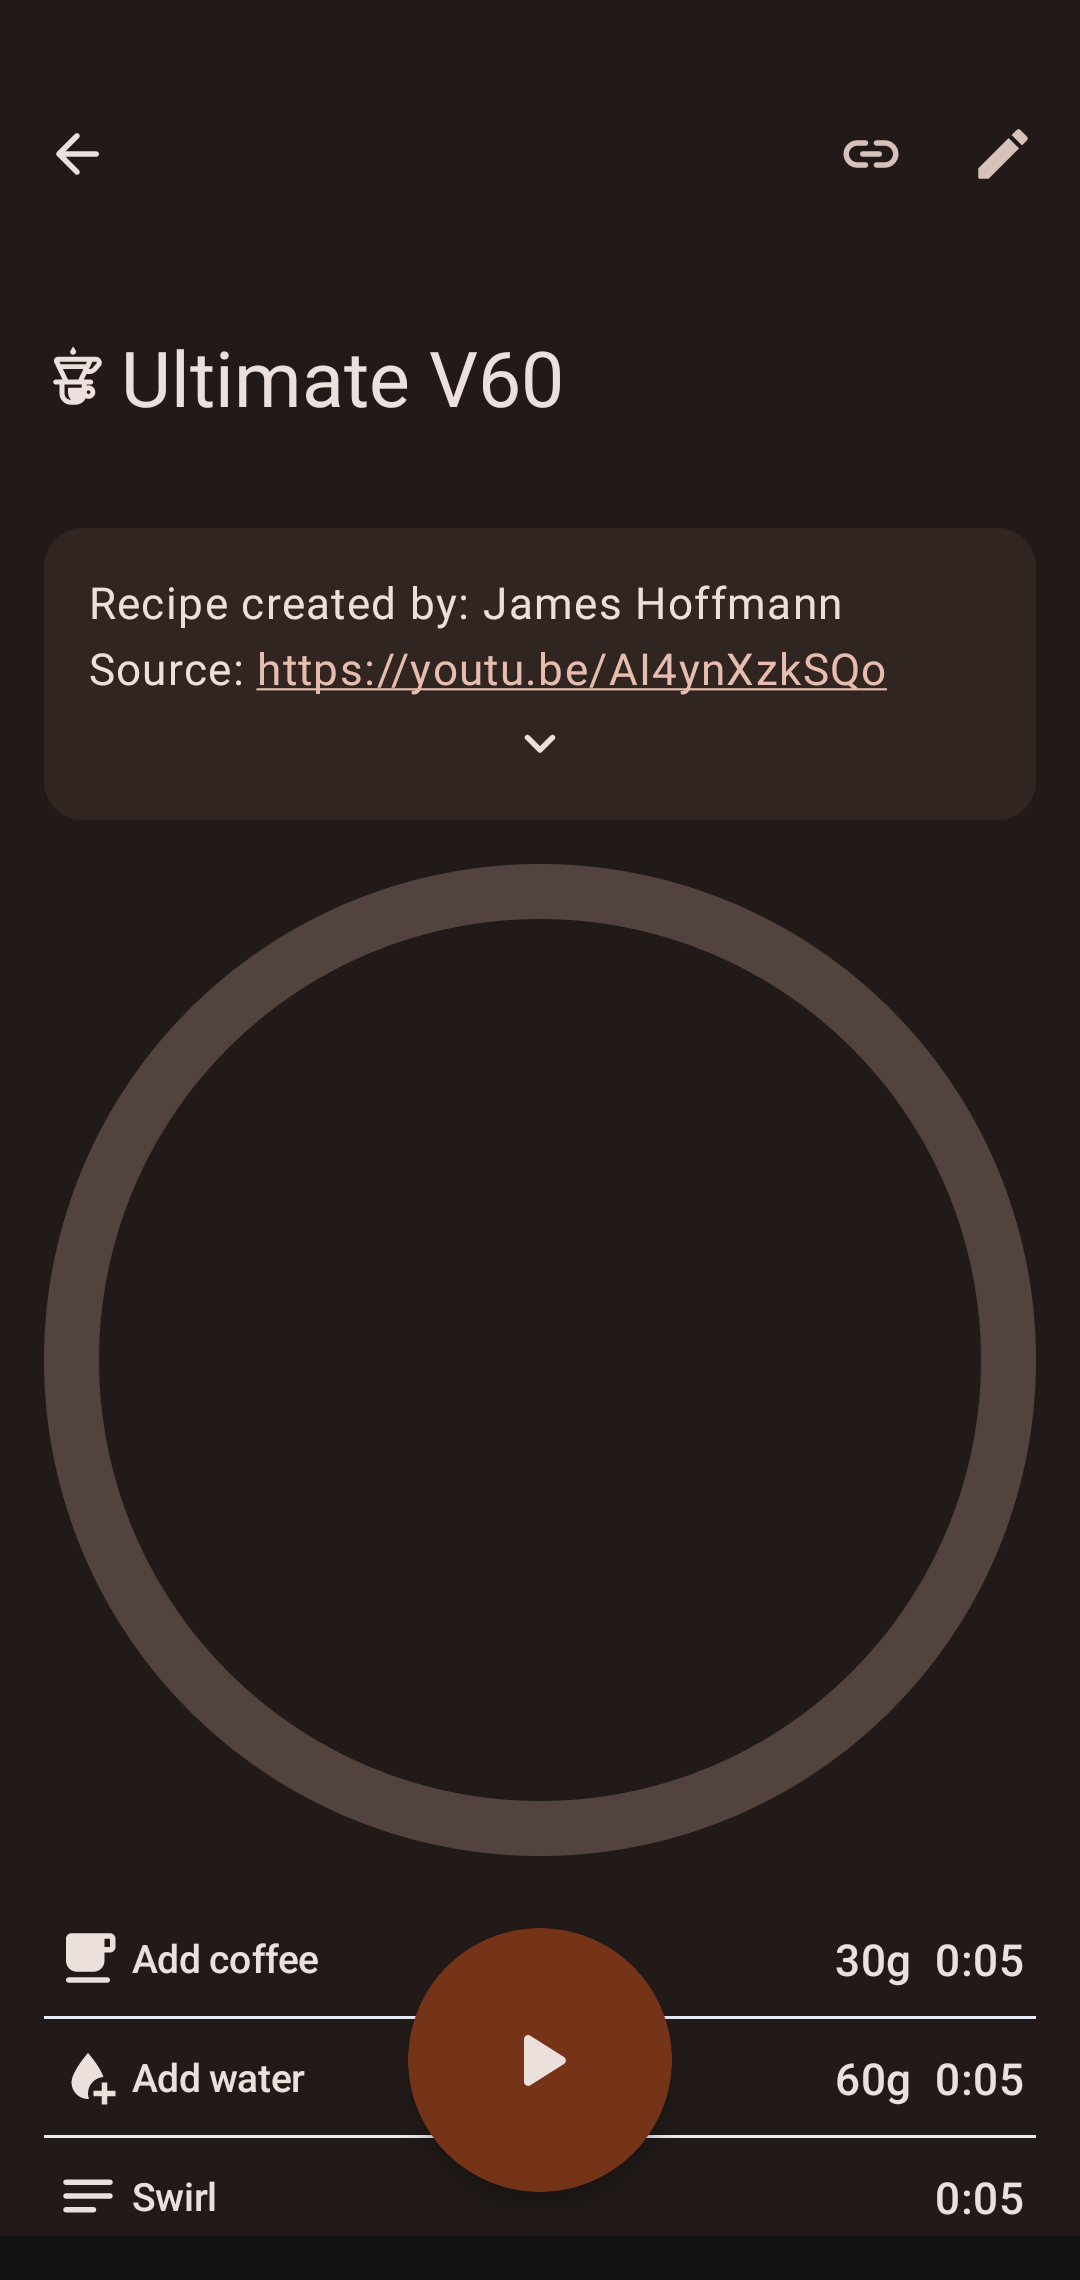 Ultimate V60
Recipe created by: James Hoffmann
Source: https://youtu.be/AI4ynXzkSQo
Add coffee 30g 0:05
Add water 60g 0:05
Swirl 0:05